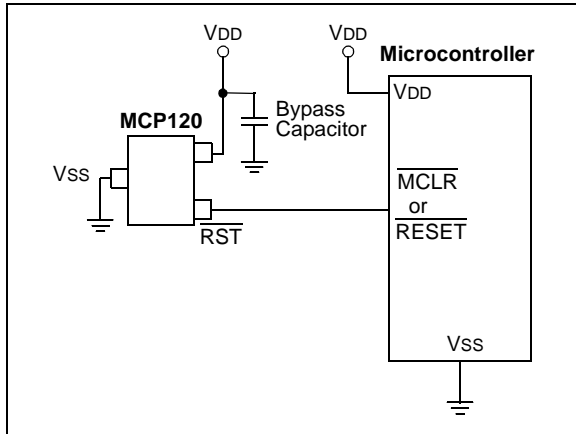 VDD
VDD
Microcontroller
VDD
Bypass
Capacitor
MCP120
VSS
MCLR
or
RESET
RST
VSS